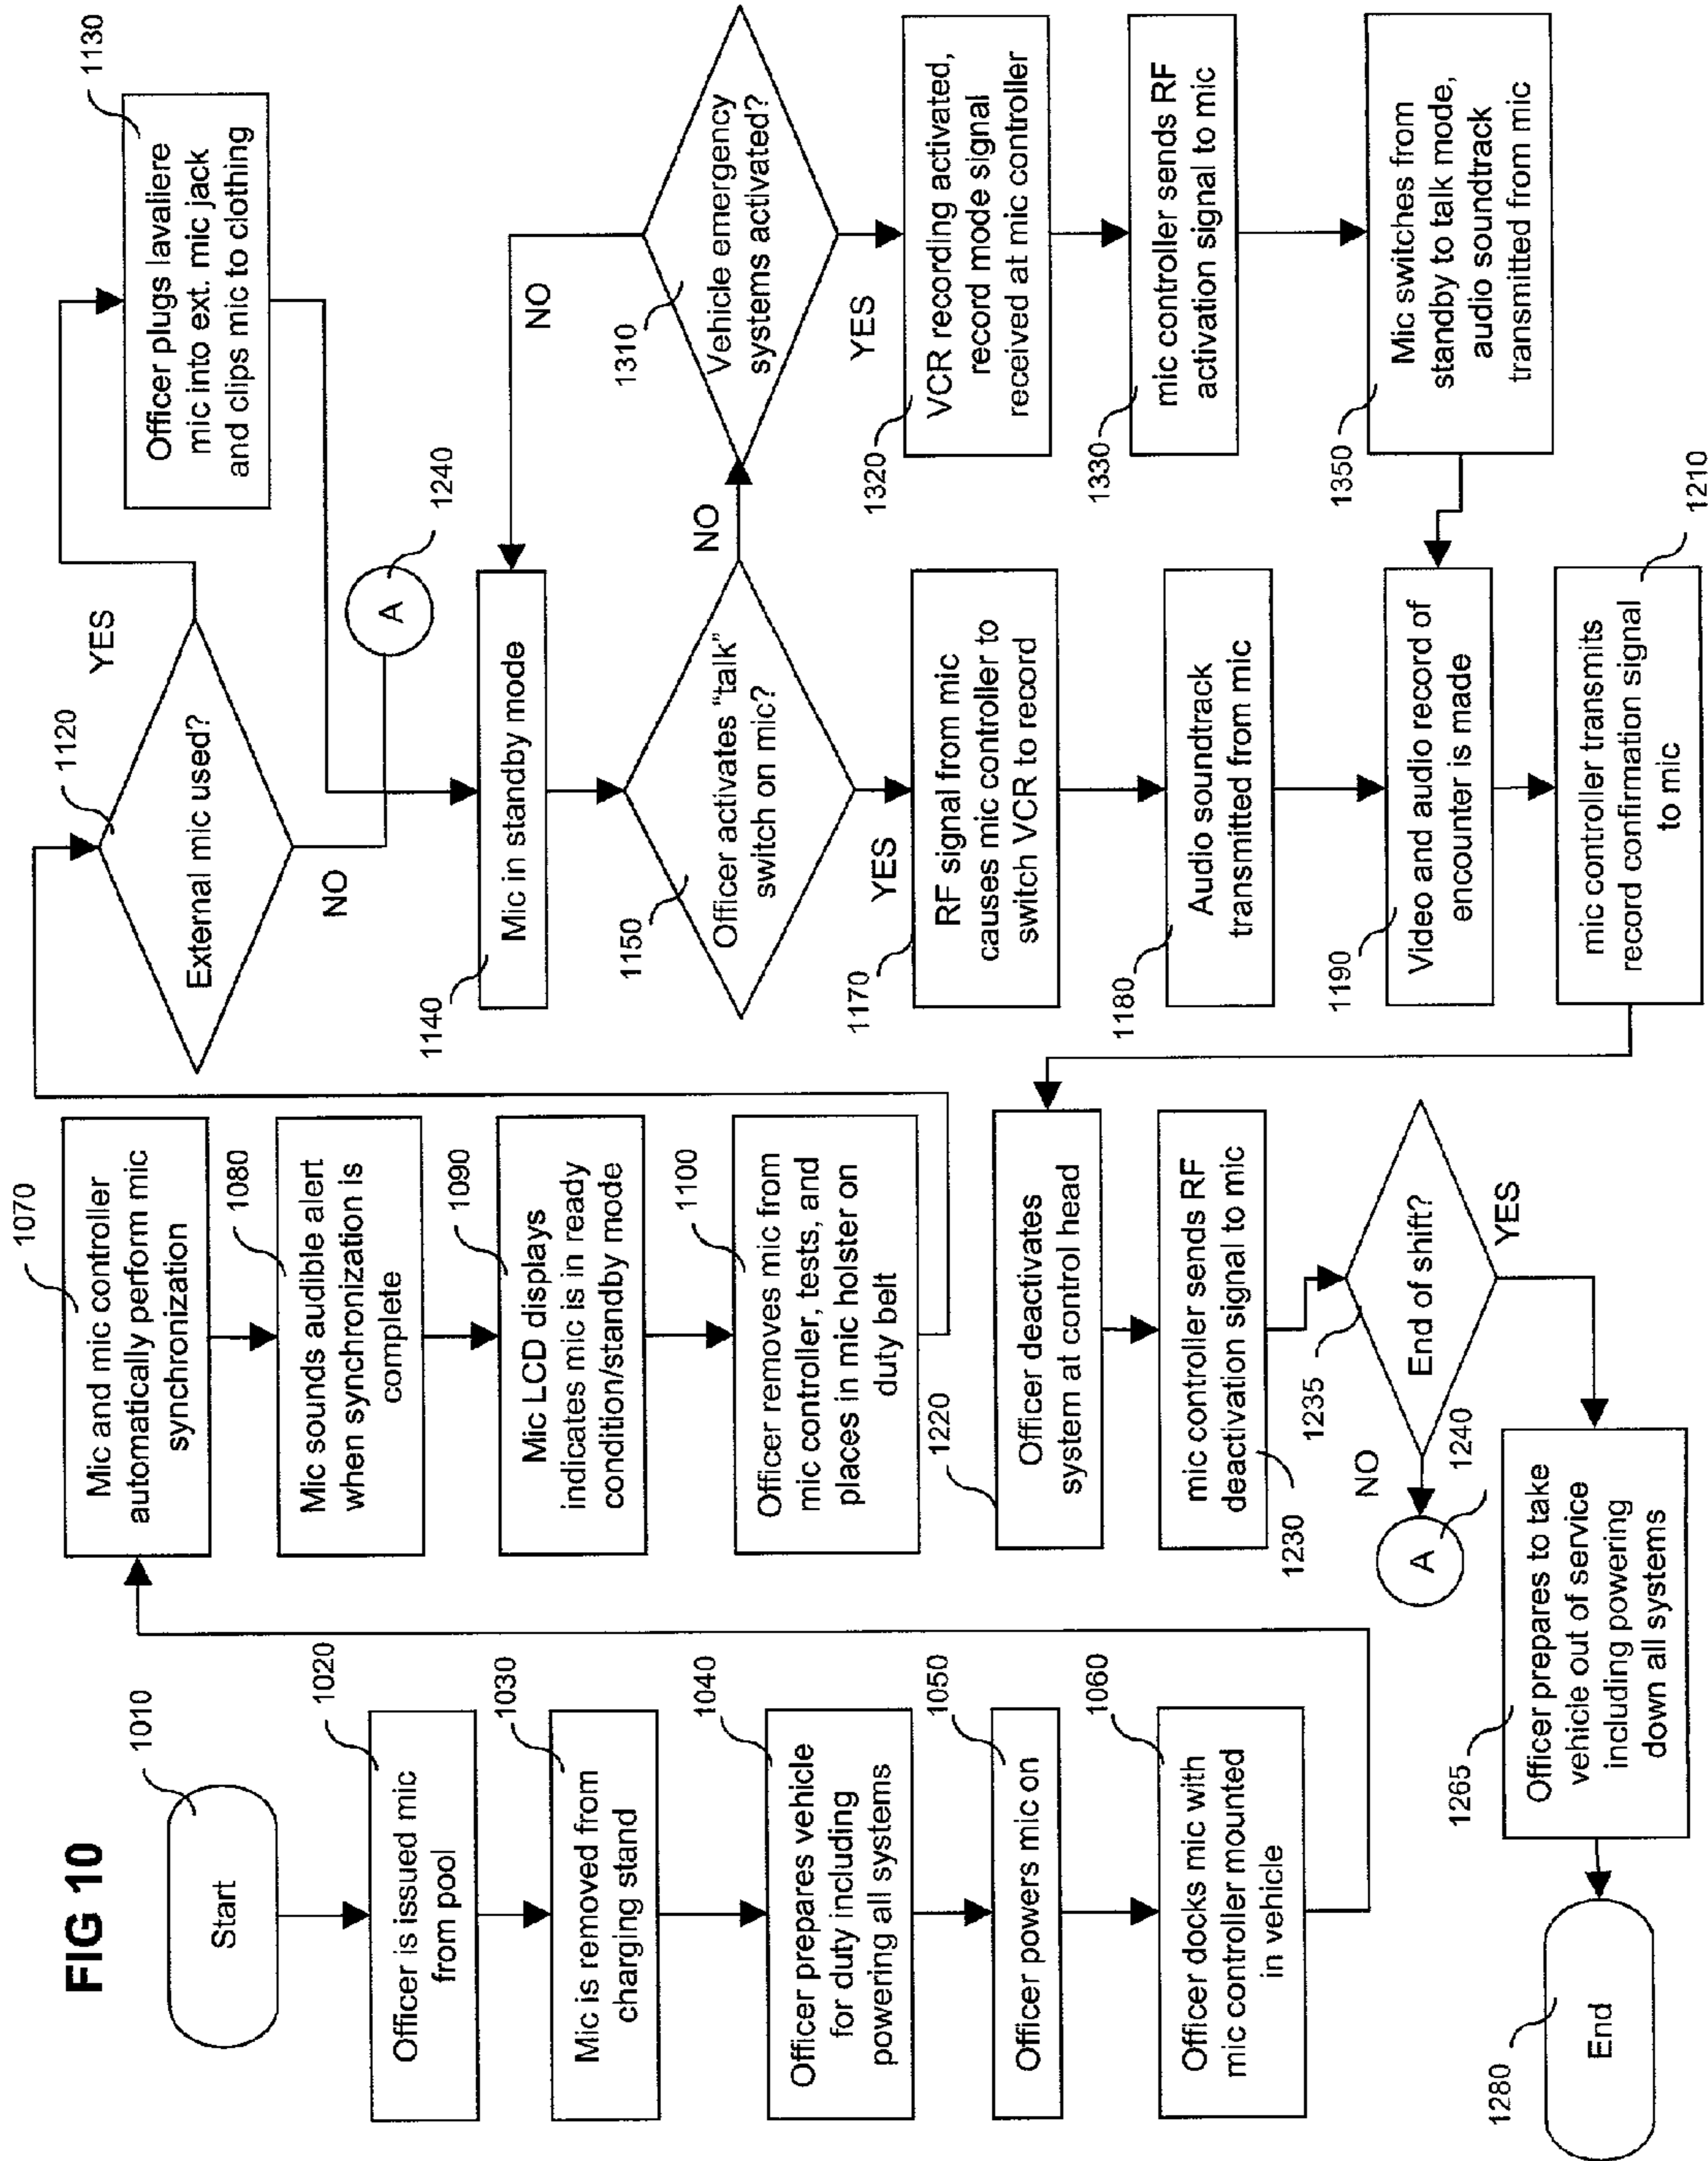 FIG 10
1010
Start
1020
Officer is issued mic
from pool
1030
Mic is removed from
charging stand
1040
Officer prepares vehicle
for duty including
powering all systems
1050
Officer powers mic on
1060
Officer docks mic with
mic controller mounted
in vehicle
1070
Mic and mic controller
automatically perform mic
synchronization
1080
Mic sounds audible alert
when synchronization is
complete
1090
Mic LCD displays
indicates mic is in ready
condition/standby mode
1100
Officer removes mic from
mic controller, tests, and
places in mic holster on
duty belt
1120
External mic used?
YES
NO
1130
Officer plugs lavaliere
mic into ext. mic jack
and clips mic to clothing
A
1240
1140
Mic in standby mode
1150
Officer activates "talk"
switch on mic?
NO
YES
1310
Vehicle emergency
systems activated?
NO
YES
1170
RF signal from mic
causes mic controller to
switch VCR to record
1180
Audio soundtrack
transmitted from mic
1320
VCR recording activated,
record mode signal
received at mic controller
1330
mic controller sends RF
activation signal to mic
1350
Mic switches from
standby to talk mode,
audio soundtrack
transmitted from mic
1190
Video and audio record of
encounter is made
1210
mic controller transmits
record confirmation signal
to mic
1220
Officer deactivates
system at control head
1230
mic controller sends RF
deactivation signal to mic
1235
End of shift?
NO
YES
A
1240
1265
Officer prepares to take
vehicle out of service
including powering
down all systems
1280
End